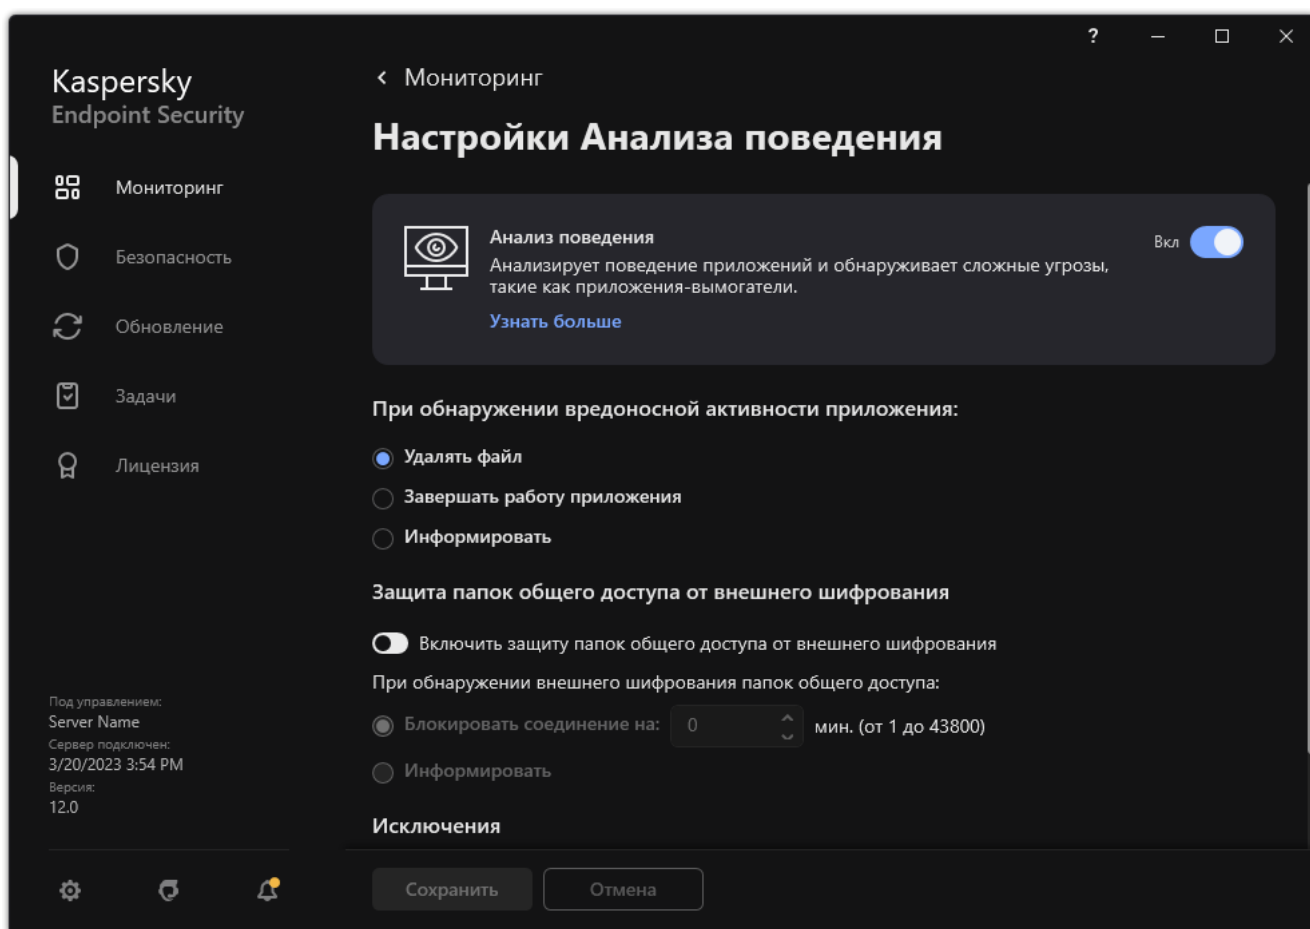 ?
Kaspersky
Endpoint Security
Мониторинг
Безопасность
Обновление
Задачи
Лицензия
Под управлением:
Server Name
Сервер подключен:
3/20/2023 3:54 PM
Версия:
12.0
Мониторинг
Настройки Анализа поведения
Анализ поведения
Вкл
Анализирует поведение приложений и обнаруживает сложные угрозы,
такие как приложения-вымогатели.
Узнать больше
При обнаружении вредоносной активности приложения:
Удалять файл
Завершать работу приложения
Информировать
Защита папок общего доступа от внешнего шифрования
Включить защиту папок общего доступа от внешнего шифрования
При обнаружении внешнего шифрования папок общего доступа:
Блокировать соединение на: 0 мин. (от 1 до 43800)
Информировать
Исключения
Сохранить Отмена